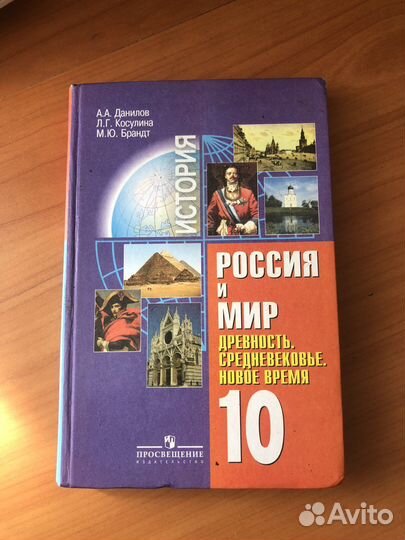 А.А. Данилов
Л.Г. Косулина
М.Ю. Брандт
ИСТОРИЯ
РОССИЯ
и
МИР
ДРЕВНОСТЬ.
СРЕДНЕВЕКОВЬЕ.
НОВОЕ ВРЕМЯ
10
ПРОСВЕЩЕНИЕ
ИЗДАТЕЛЬСТВО
Avito